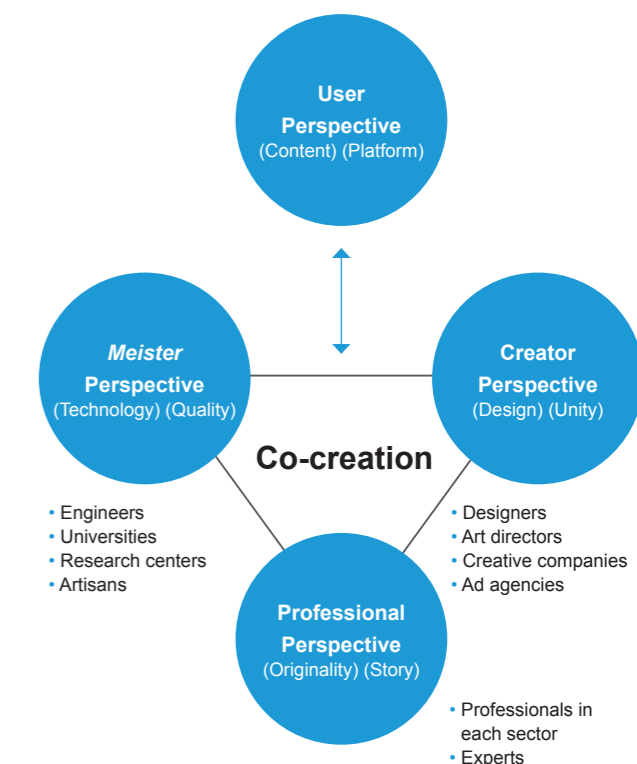 User
Perspective
(Content) (Platform)
Meister
Perspective
(Technology) (Quality)
Creator
Perspective
(Design) (Unity)
Co-creation
• Engineers
• Universities
• Research centers
• Artisans
• Designers
• Art directors
• Creative companies
• Ad agencies
Professional
Perspective
(Originality) (Story)
• Professionals in
each sector
• Experts